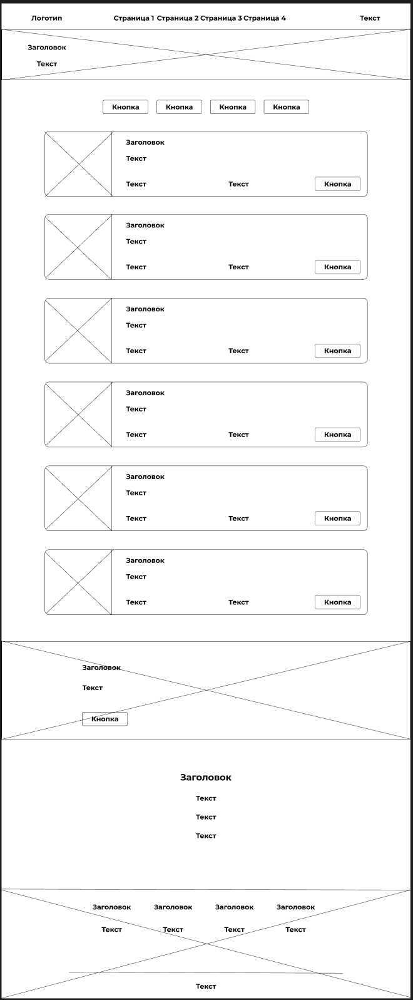 Логотип Страница 1 Страница 2 Страница 3 Страница 4 Текст
Заголовок
Текст
Кнопка Кнопка Кнопка Кнопка
Заголовок
Текст
Текст Текст Кнопка
Заголовок
Текст
Текст Текст Кнопка
Заголовок
Текст
Текст Текст Кнопка
Заголовок
Текст
Текст Текст Кнопка
Заголовок
Текст
Текст Текст Кнопка
Заголовок
Текст
Текст Текст Кнопка
Заголовок
Текст
Кнопка
Заголовок
Текст
Текст
Текст
Заголовок Заголовок Заголовок Заголовок
Текст Текст Текст Текст
Текст